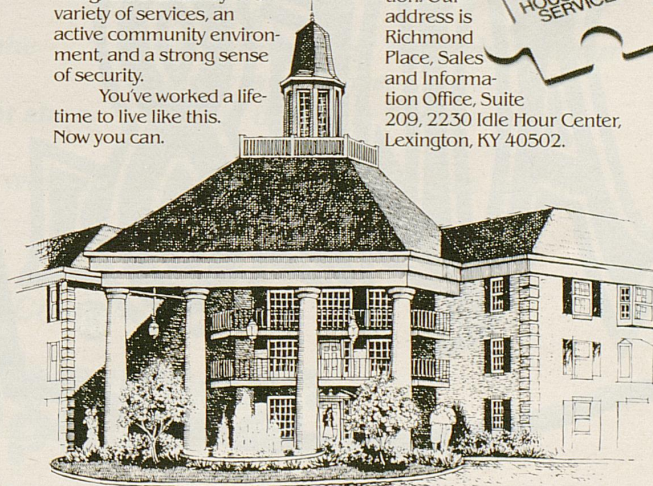 variety of services, an
active community environ-
ment, and a strong sense
of security.
You've worked a life-
time to live like this.
Now you can.
address is
Richmond
Place, Sales
and Informa-
tion Office, Suite
209, 2230 Idle Hour Center,
Lexington, KY 40502.
SERVICE